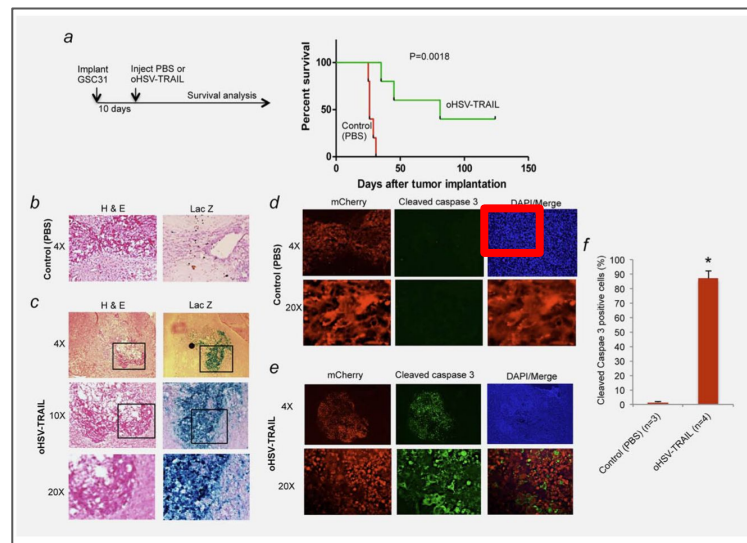 a
Implant
GSC31
Inject PBS or
oHSV-TRAIL
Survival analysis
10 days
P=0.0018
Percent survival
100
50
oHSV-TRAIL
Control
(PBS)
0
50
100
150
Days after tumor implantation
b
H & E
Lac Z
Control (PBS)
4X
c
H & E
Lac Z
oHSV-TRAIL
4X
10X
20X
d
mCherry
Cleaved caspase 3
DAPI/Merge
Control (PBS)
4X
20X
e
mCherry
Cleaved caspase 3
DAPI/Merge
oHSV-TRAIL
4X
20X
f
Cleaved Caspae 3 positive cells (%)
100
90
80
70
60
50
40
30
20
10
0
*
Control (PBS) (n=3)
oHSV-TRAIL (n=4)